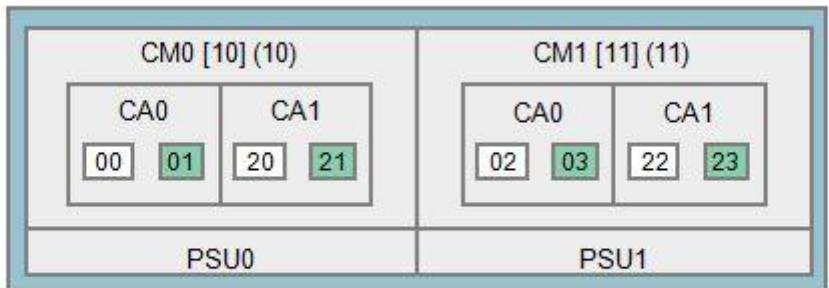 CM0 [10] (10) CM1 [11] (11)
CA0 CA1 CA0 CA1
00 01 20 21 02 03 22 23
PSU0 PSU1